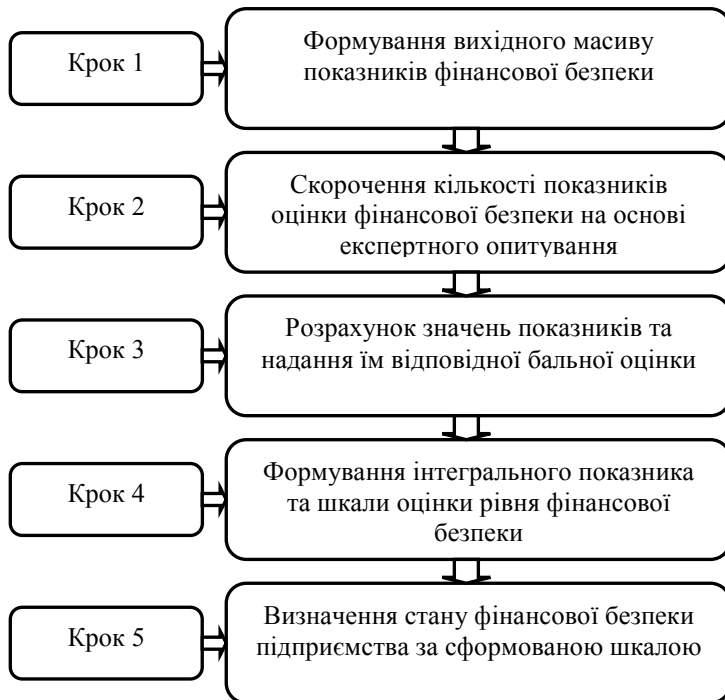 Крок 1
Формування вихідного масиву
показників фінансової безпеки
Крок 2
Скорочення кількості показників
оцінки фінансової безпеки на основі
експертного опитування
Крок 3
Розрахунок значень показників та
надання їм відповідної бальної оцінки
Крок 4
Формування інтегрального показника
та шкали оцінки рівня фінансової
безпеки
Крок 5
Визначення стану фінансової безпеки
підприємства за сформованою шкалою